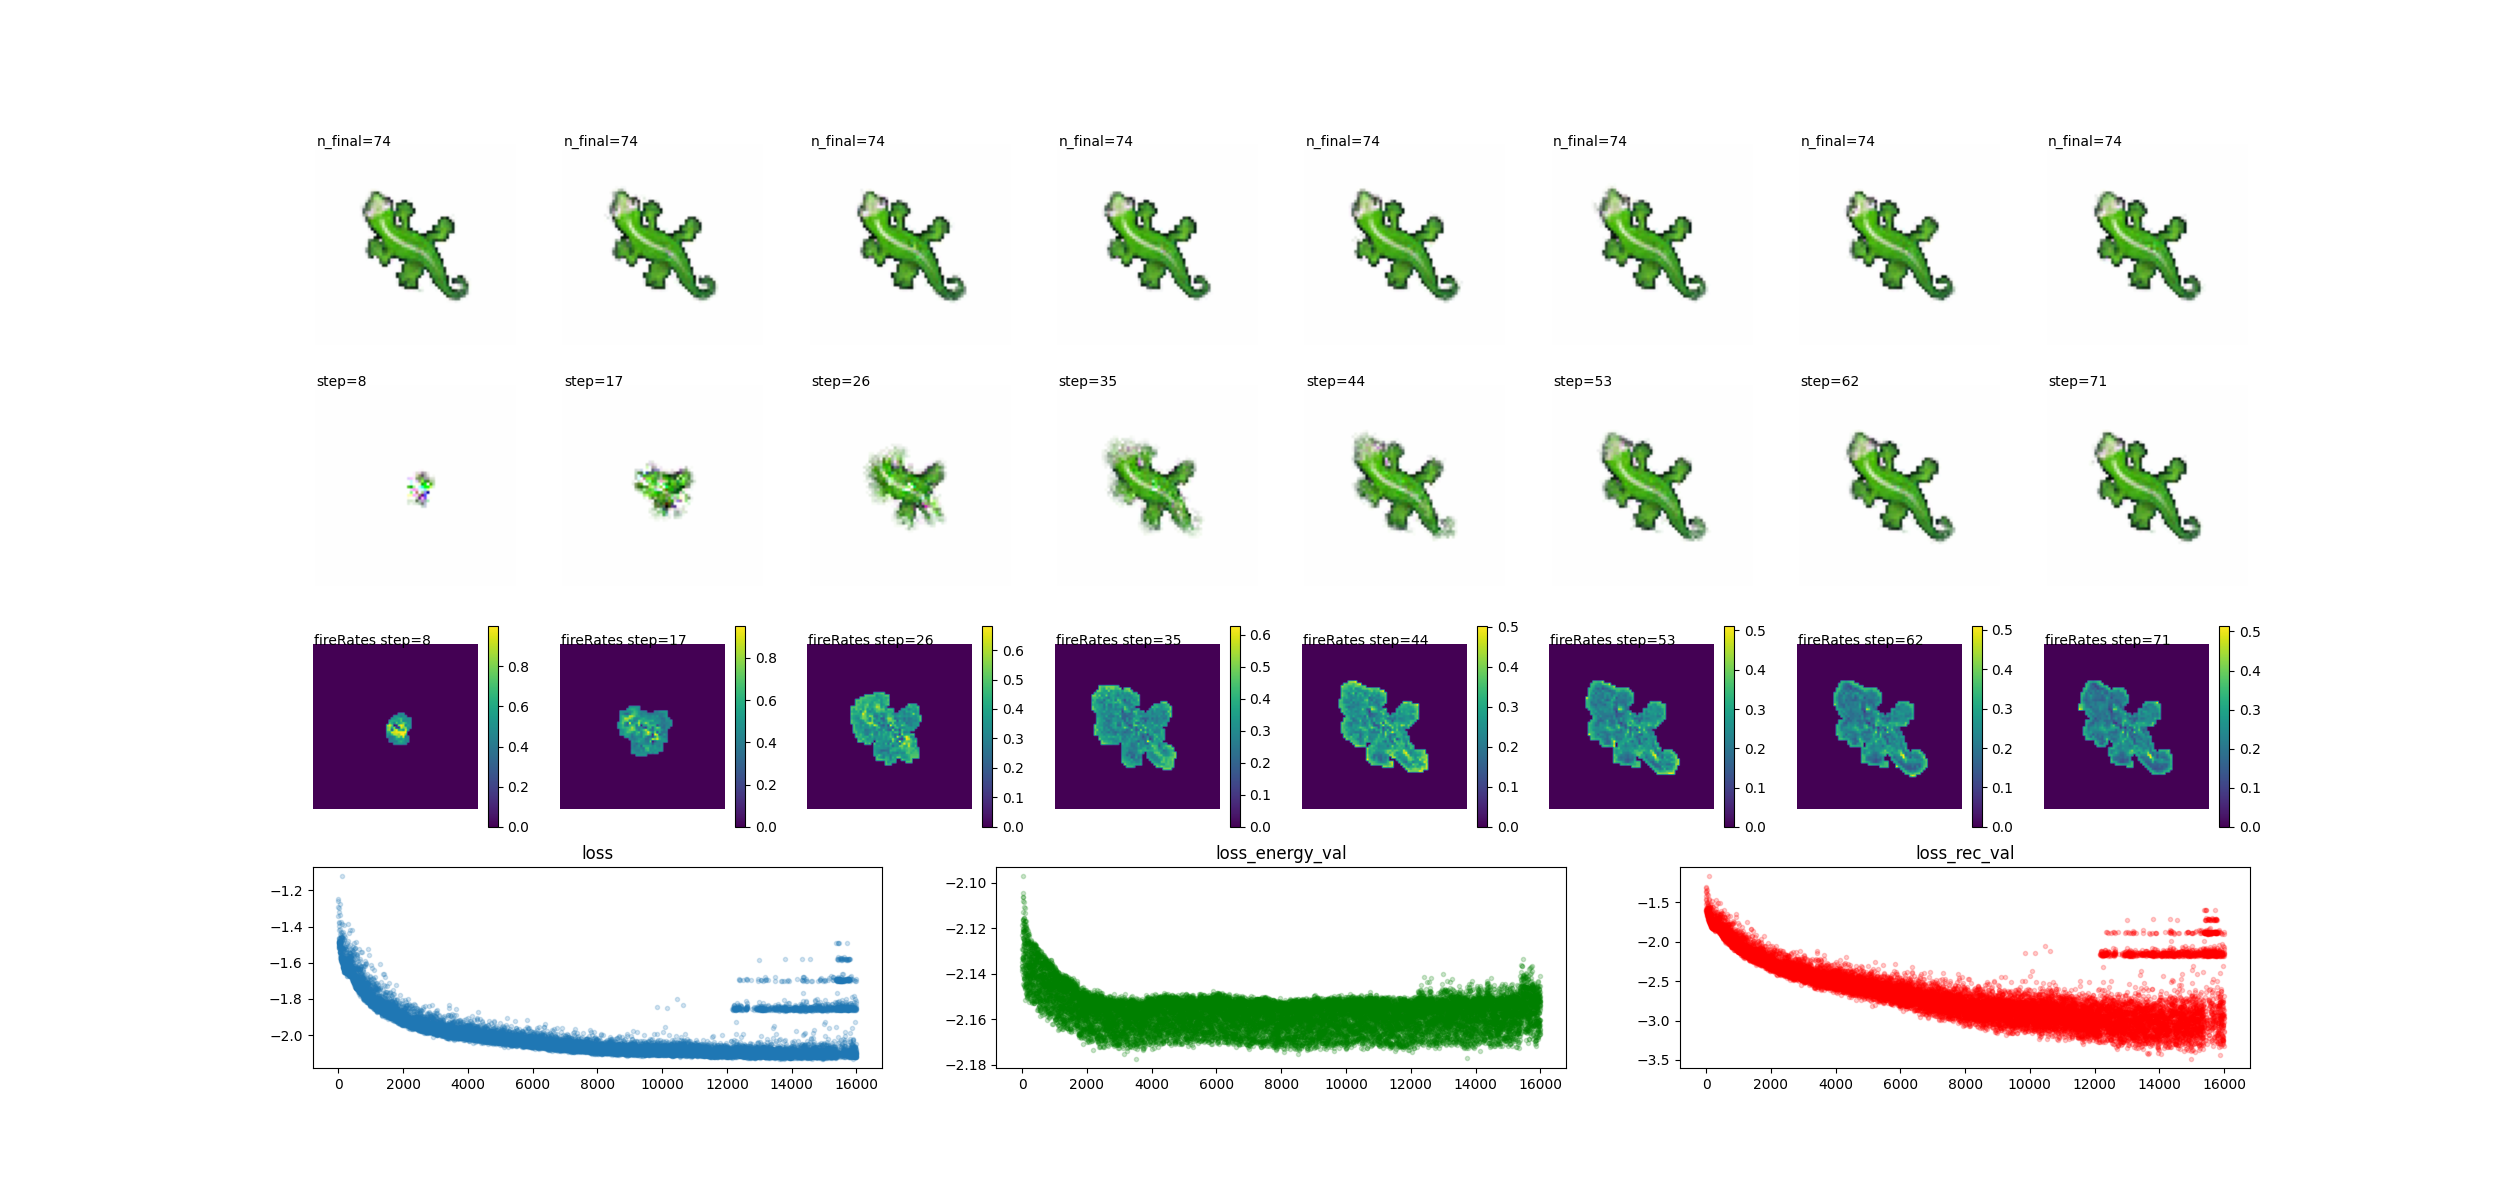 n_final=74 n_final=74 n_final=74 n_final=74 n_final=74 n_final=74 n_final=74 n_final=74
step=8 step=17 step=26 step=35 step=44 step=53 step=62 step=71
fireRates step=8 fireRates step=17 fireRates step=26 fireRates step=35 fireRates step=44 fireRates step=53 fireRates step=62 fireRates step=71
0.8 0.6 0.4 0.2 0.0
0.8 0.6 0.4 0.2 0.0
0.6 0.5 0.4 0.3 0.2 0.1 0.0
0.6 0.5 0.4 0.3 0.2 0.1 0.0
0.5 0.4 0.3 0.2 0.1 0.0
0.5 0.4 0.3 0.2 0.1 0.0
0.5 0.4 0.3 0.2 0.1 0.0
0.5 0.4 0.3 0.2 0.1 0.0
loss
−1.2
−1.4
−1.6
−1.8
−2.0
0 2000 4000 6000 8000 10000 12000 14000 16000
loss_energy_val
−2.10
−2.12
−2.14
−2.16
−2.18
0 2000 4000 6000 8000 10000 12000 14000 16000
loss_rec_val
−1.5
−2.0
−2.5
−3.0
−3.5
0 2000 4000 6000 8000 10000 12000 14000 16000